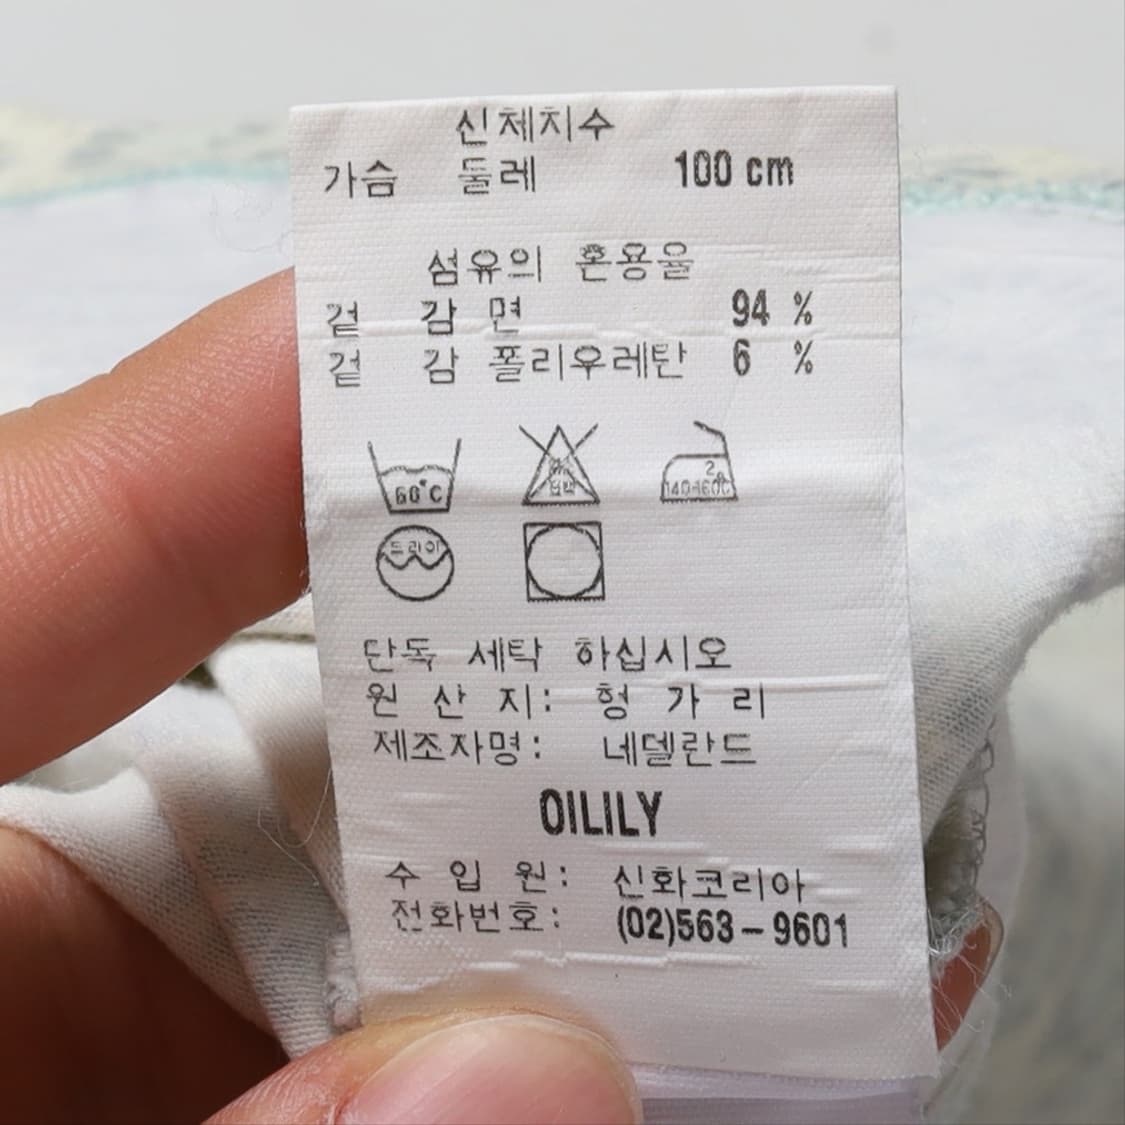 신체치수
가슴 둘레 100 cm
섬유의 혼용율
겉 감 면 94 %
겉 감 폴리우레탄 6 %
60°C
2
140-160℃
드라이
단독 세탁 하십시오
원 산 지: 헝 가 리
제조자명: 네델란드
OILILY
수 입 원: 신화코리아
전화번호: (02)563-9601